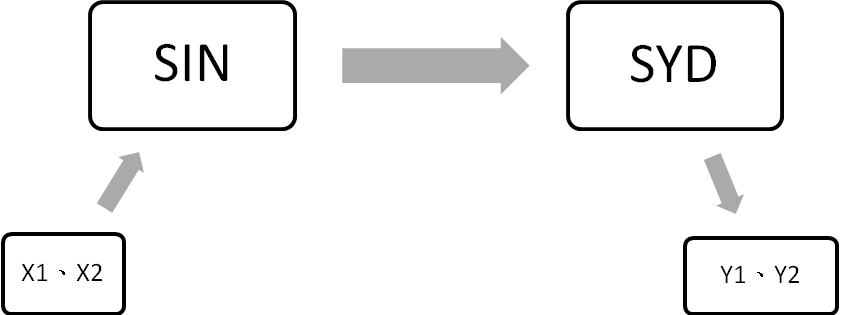 SIN
SYD
X1、X2
Y1、Y2